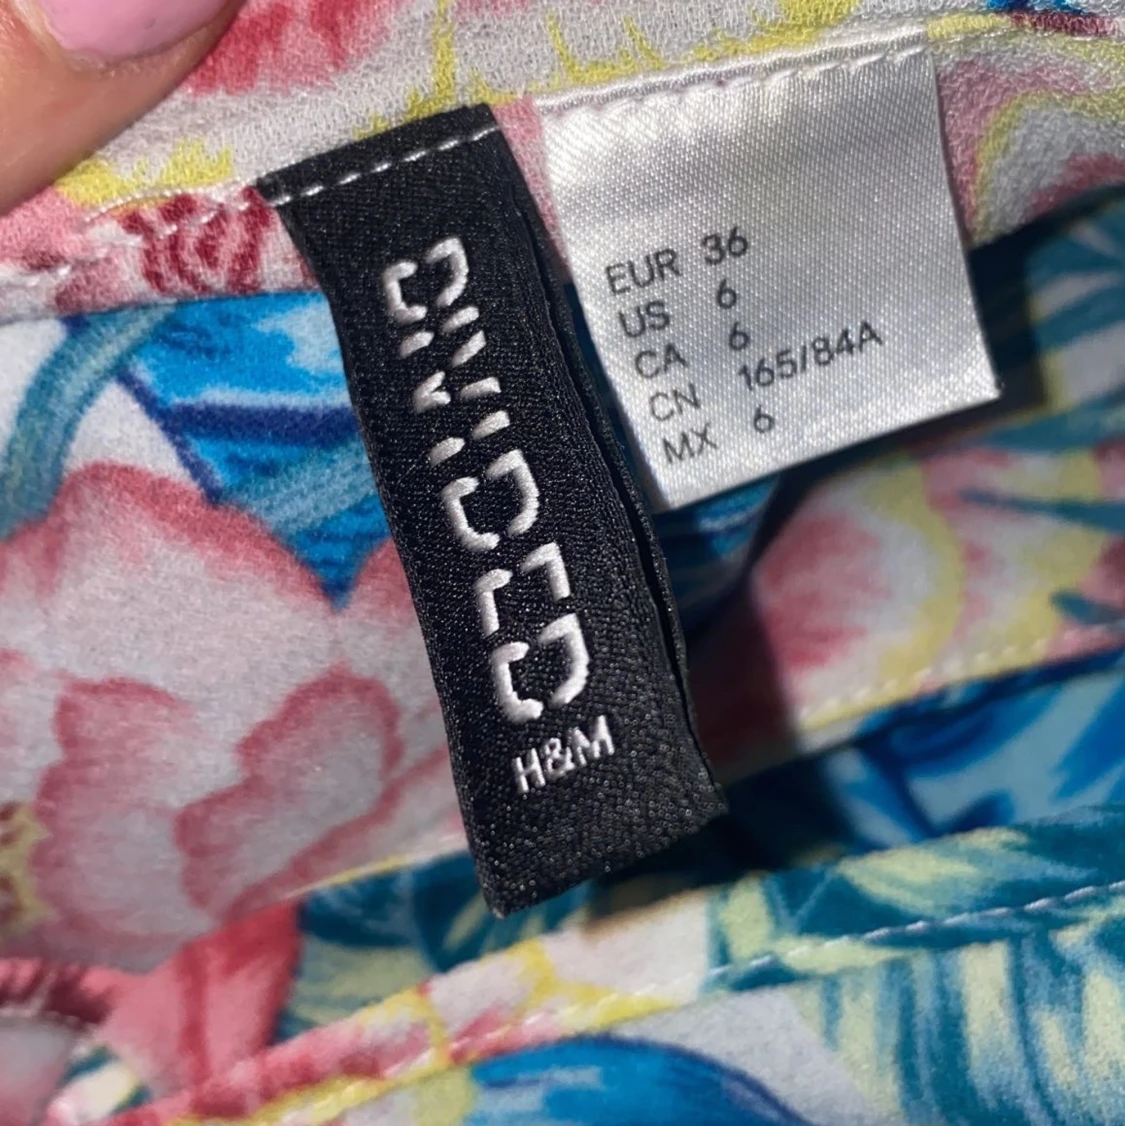 DIVIDED
H&M
EUR 36
US 6
CA 6
CN 165/84A
MX 6